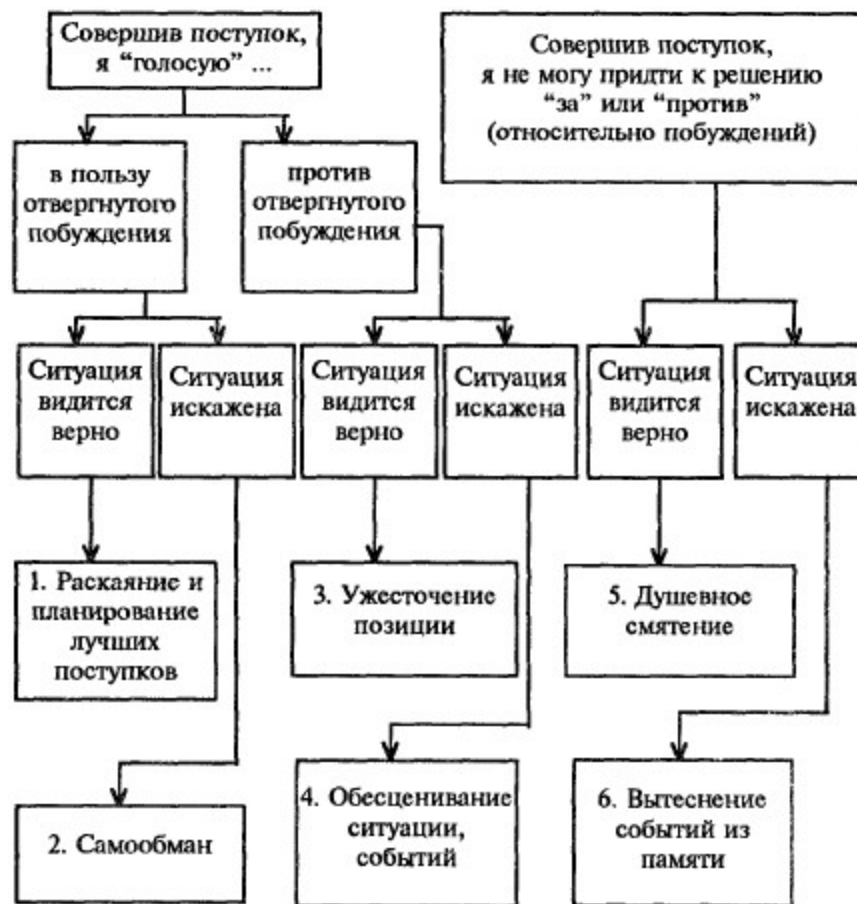 Совершив поступок,
я “голосую” ...
Совершив поступок,
я не могу придти к решению
“за” или “против”
(относительно побуждений)
в пользу
отвергнутого
побуждения
против
отвергнутого
побуждения
Ситуация
видится
верно
Ситуация
искажена
Ситуация
видится
верно
Ситуация
искажена
Ситуация
видится
верно
Ситуация
искажена
1. Раскаяние и
планирование
лучших
поступков
3. Ужесточение
позиции
5. Душевное
смятение
2. Самообман
4. Обесценивание
ситуации,
событий
6. Вытеснение
событий из
памяти